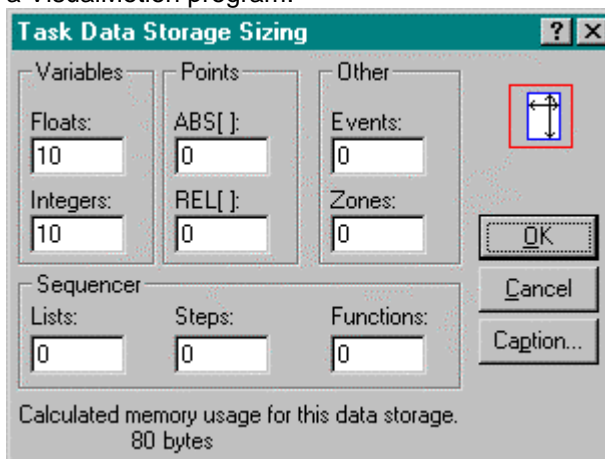 a VisualMotion program.
Task Data Storage Sizing
Variables
Points
Other
Floats:
ABS[ ]:
Events:
10
0
0
Integers:
REL[ ]:
Zones:
10
0
0
OK
Sequencer
Cancel
Lists:
Steps:
Functions:
0
0
0
Caption...
Calculated memory usage for this data storage.
80 bytes